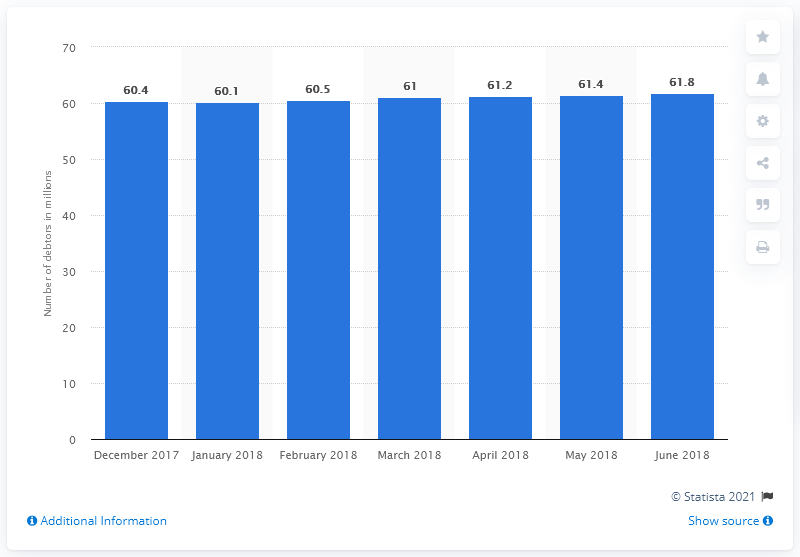 Number of debtors in millions
70
60
50
40
30
20
10
0
60.4 60.1 60.5 61 61.2 61.4 61.8
December 2017 January 2018 February 2018 March 2018 April 2018 May 2018 June 2018
© Statista 2021
Additional Information Show source